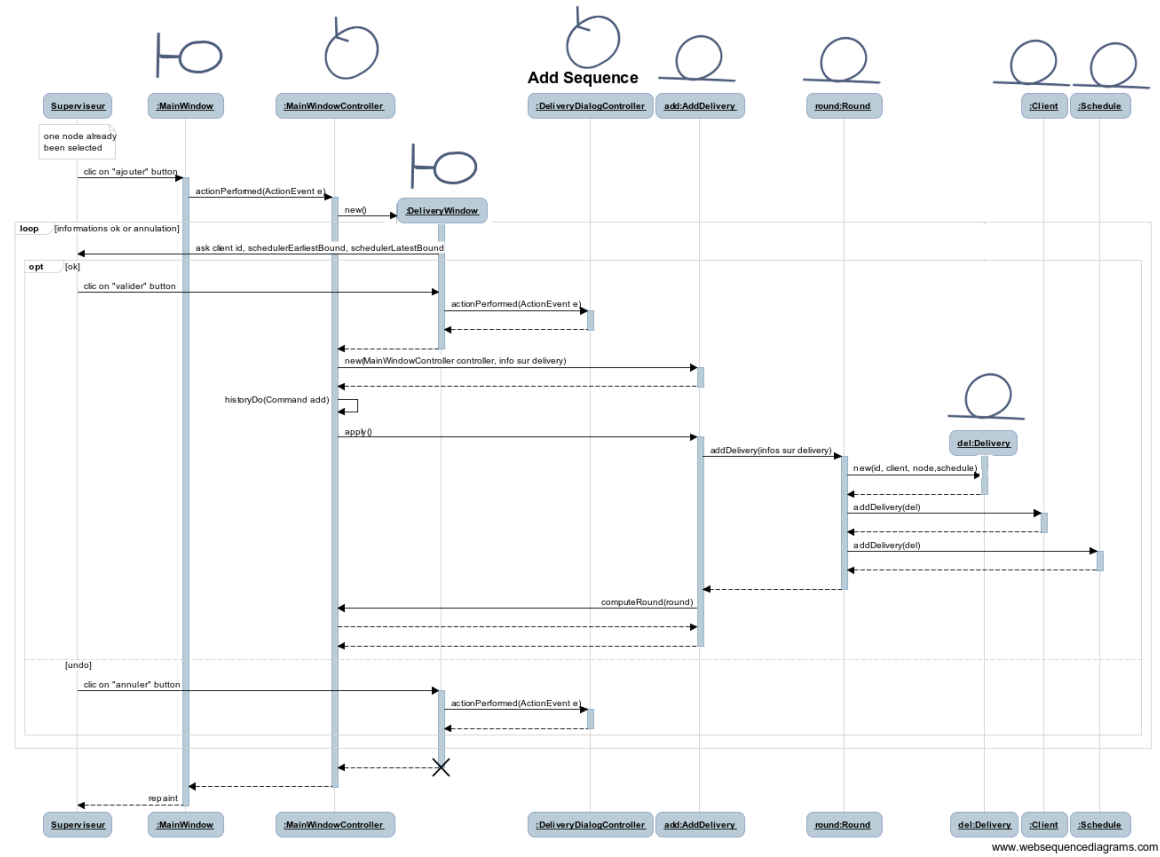 Add Sequence
Superviseur
:MainWindow
:MainWindowController
:DeliveryDialogController
add:AddDelivery
round:Round
:Client
:Schedule
one node already
been selected
clic on "ajouter" button
actionPerformed(ActionEvent e)
new()
:DeliveryWindow
loop
[informations ok or annulation]
ask client id, schedulerEarliestBound, schedulerLatestBound
opt
[ok]
clic on "valider" button
actionPerformed(ActionEvent e)
new(MainWindowController controller, info sur delivery)
historyDo(Command add)
apply()
del:Delivery
addDelivery(infos sur delivery)
new(id, client, node,schedule)
addDelivery(del)
addDelivery(del)
computeRound(round)
[undo]
clic on "annuler" button
actionPerformed(ActionEvent e)
repaint
Superviseur
:MainWindow
:MainWindowController
:DeliveryDialogController
add:AddDelivery
round:Round
del:Delivery
:Client
:Schedule
www.websequencediagrams.com